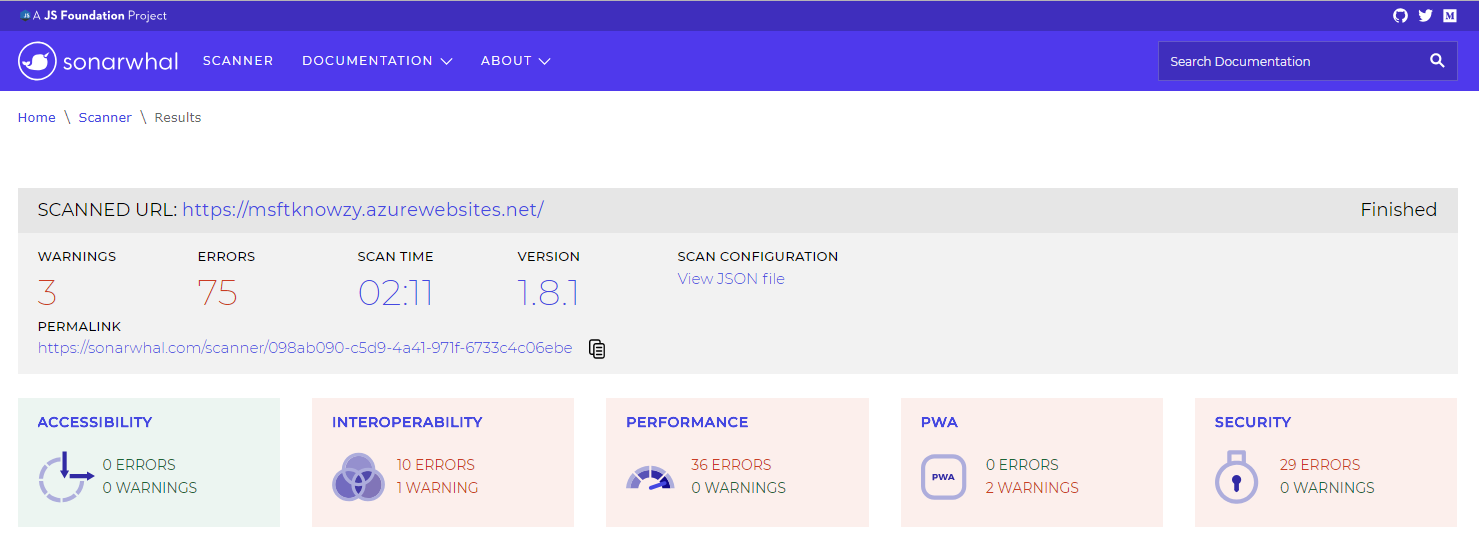 A JS Foundation Project
sonarwhal SCANNER DOCUMENTATION ABOUT Search Documentation
Home \ Scanner \ Results
SCANNED URL: https://msftknowzy.azurewebsites.net/ Finished
WARNINGS ERRORS SCAN TIME VERSION SCAN CONFIGURATION
3 75 02:11 1.8.1 View JSON file
PERMALINK
https://sonarwhal.com/scanner/098ab090-c5d9-4a41-971f-6733c4c06ebe
ACCESSIBILITY
0 ERRORS
0 WARNINGS
INTEROPERABILITY
10 ERRORS
1 WARNING
PERFORMANCE
36 ERRORS
0 WARNINGS
PWA
PWA
0 ERRORS
2 WARNINGS
SECURITY
29 ERRORS
0 WARNINGS